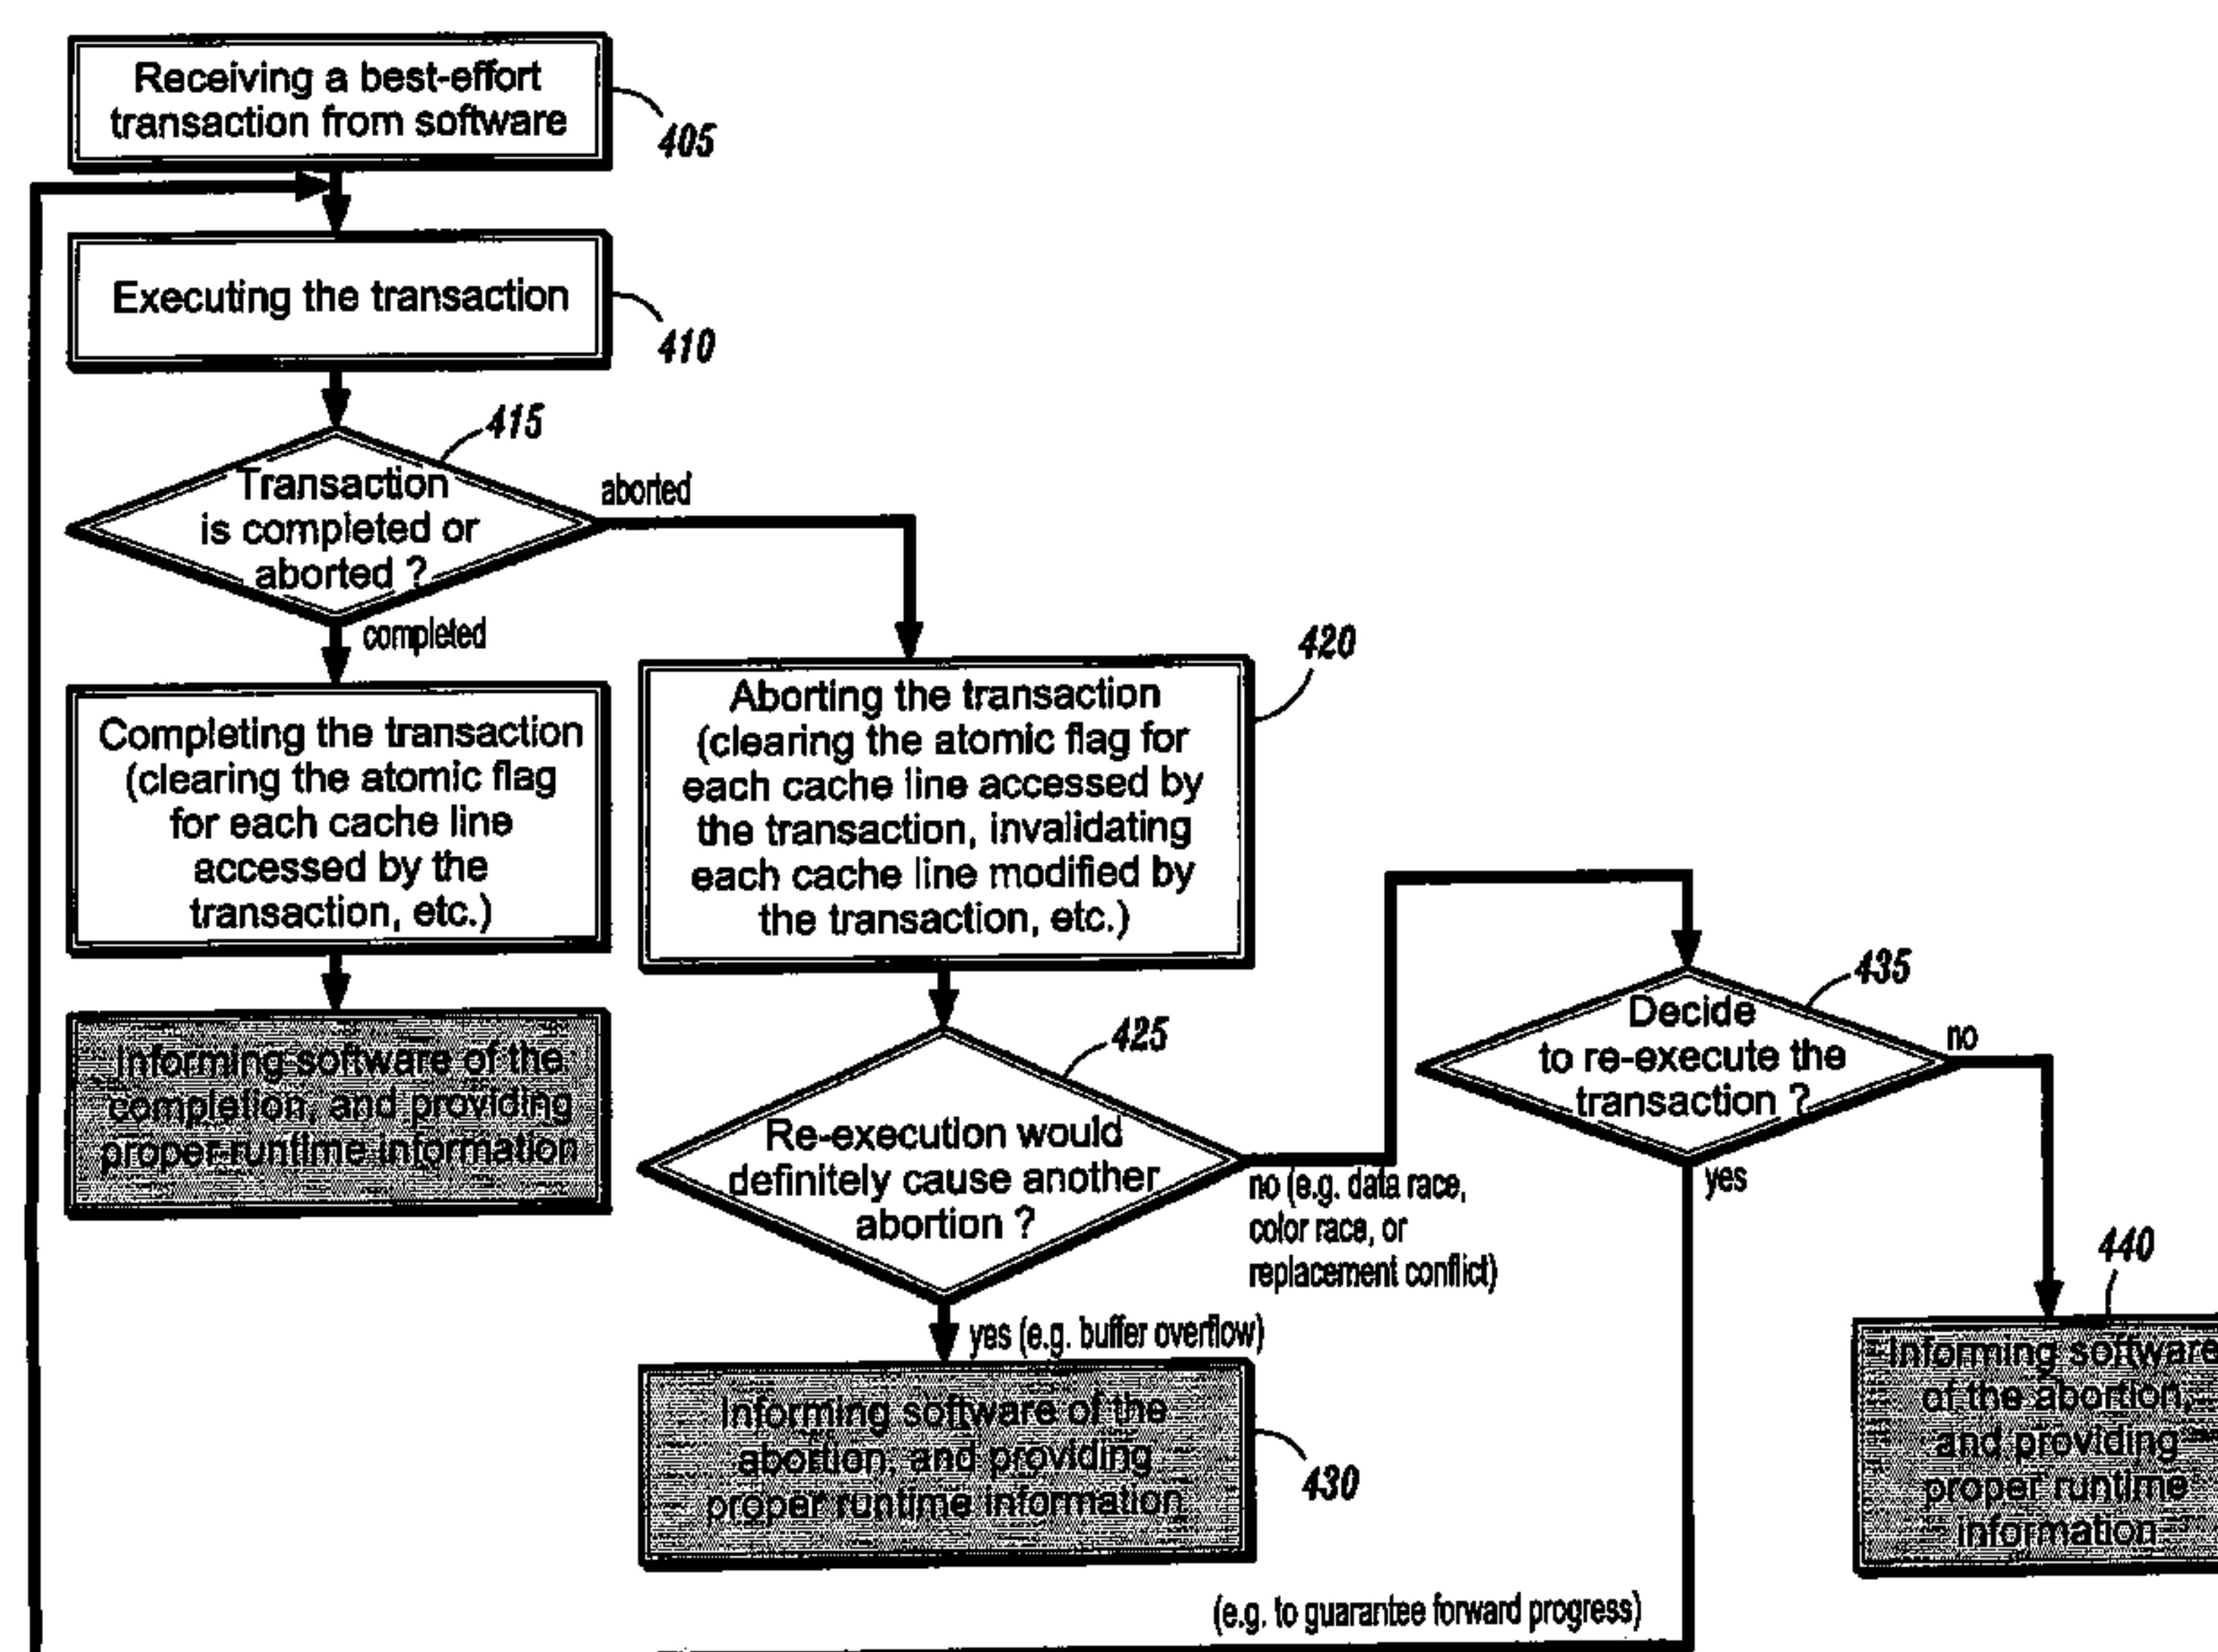 Receiving a best-effort
transaction from software
405
Executing the transaction
410
415
Transaction
is completed or
aborted ?
aborted
completed
420
Completing the transaction
(clearing the atomic flag
for each cache line
accessed by the
transaction, etc.)
Aborting the transaction
(clearing the atomic flag for
each cache line accessed by
the transaction, invalidating
each cache line modified by
the transaction, etc.)
Informing software of the
completion, and providing
proper runtime information
425
Re-execution would
definitely cause another
abortion ?
no (e.g. data race,
color race, or
replacement conflict)
yes (e.g. buffer overflow)
Informing software of the
abortion, and providing
proper runtime information
430
435
Decide
to re-execute the
transaction ?
no
yes
440
Informing software
of the abortion,
and providing
proper runtime
information
(e.g. to guarantee forward progress)